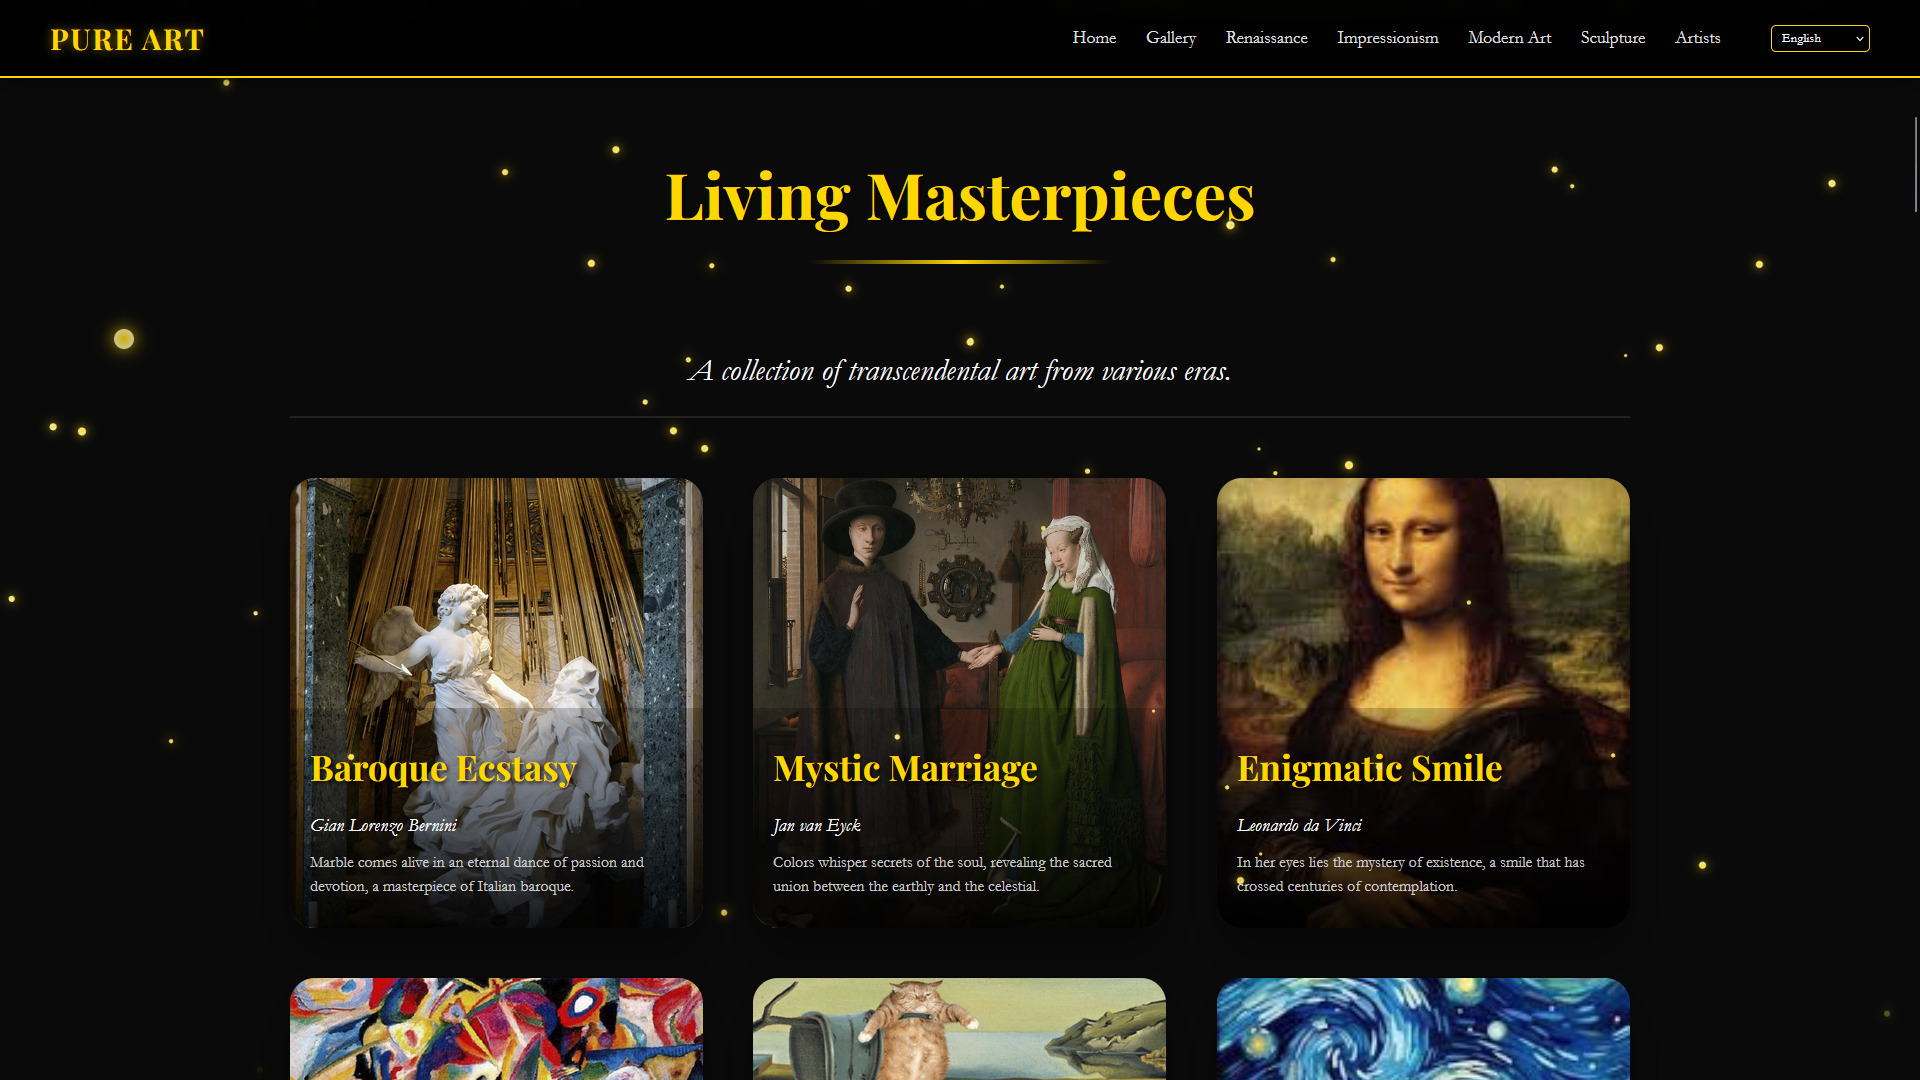 PURE ART
Home Gallery Renaissance Impressionism Modern Art Sculpture Artists English
Living Masterpieces
A collection of transcendental art from various eras.
Baroque Ecstasy
Gian Lorenzo Bernini
Marble comes alive in an eternal dance of passion and
devotion, a masterpiece of Italian baroque.
Mystic Marriage
Jan van Eyck
Colors whisper secrets of the soul, revealing the sacred
union between the earthly and the celestial.
Enigmatic Smile
Leonardo da Vinci
In her eyes lies the mystery of existence, a smile that has
crossed centuries of contemplation.